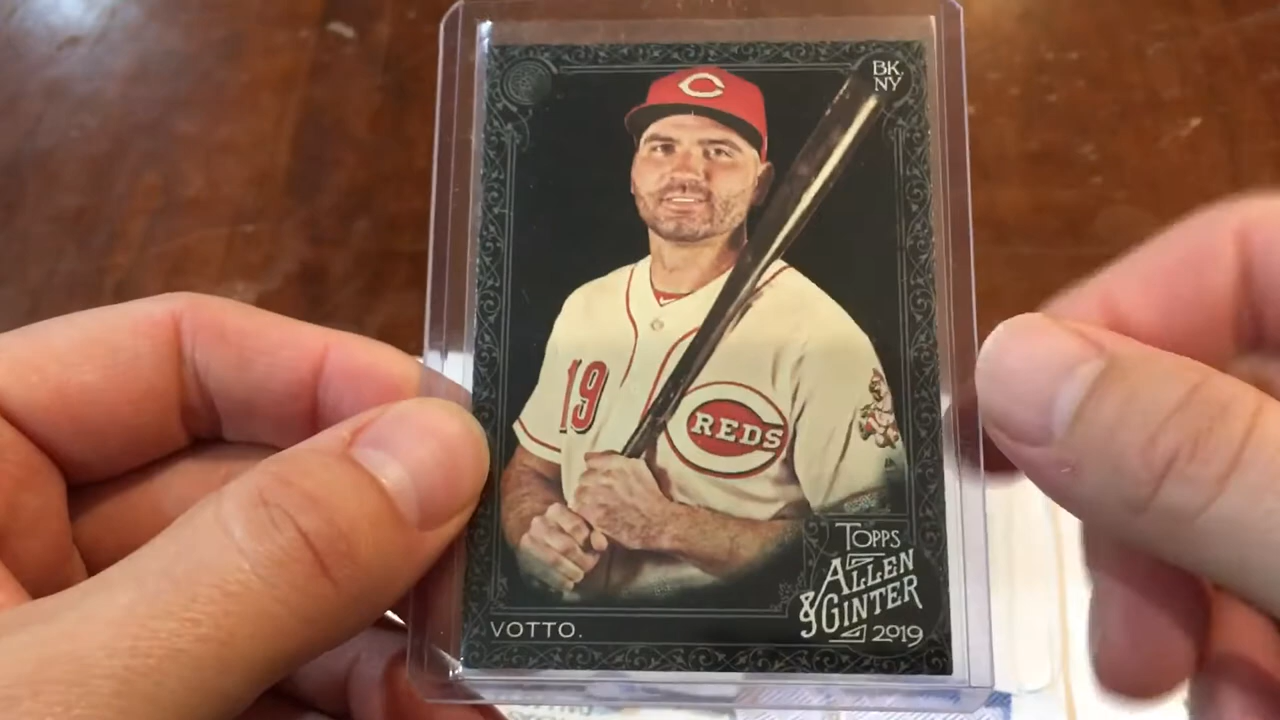 BK.
NY
C
19
REDS
TOPPS
ALLEN
& GINTER
2019
VOTTO.